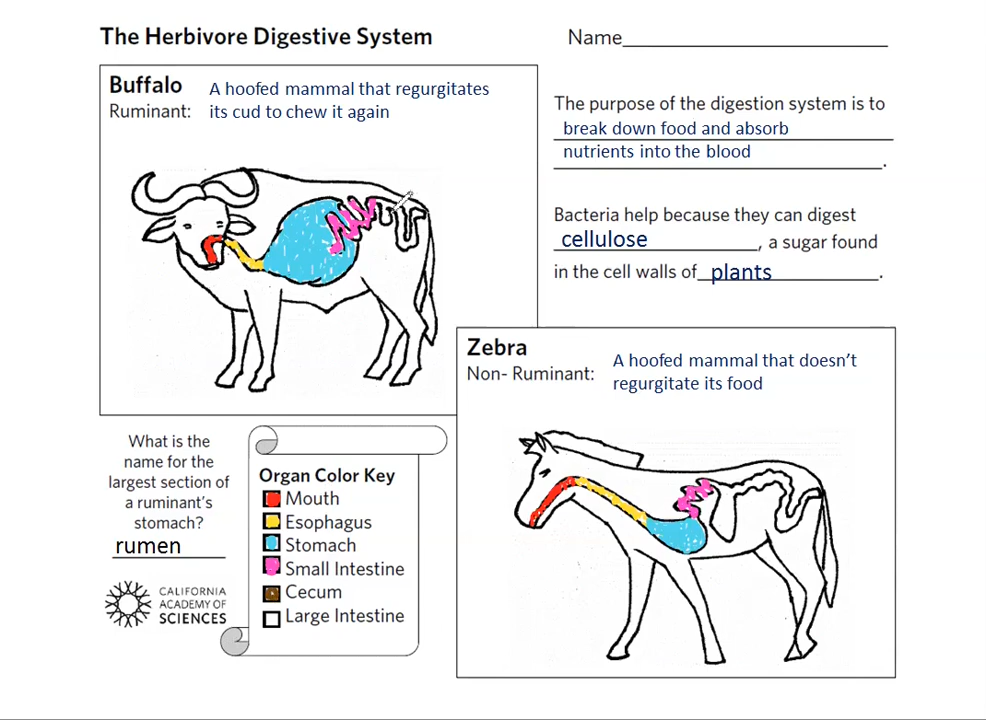 The Herbivore Digestive System
Name
Buffalo
Ruminant:
A hoofed mammal that regurgitates
its cud to chew it again
The purpose of the digestion system is to
break down food and absorb
nutrients into the blood.
Bacteria help because they can digest
cellulose, a sugar found
in the cell walls of plants.
Zebra
Non- Ruminant:
A hoofed mammal that doesn't
regurgitate its food
What is the
name for the
largest section of
a ruminant's
stomach?
rumen
Organ Color Key
Mouth
Esophagus
Stomach
Small Intestine
Cecum
Large Intestine
CALIFORNIA
ACADEMY OF
SCIENCES